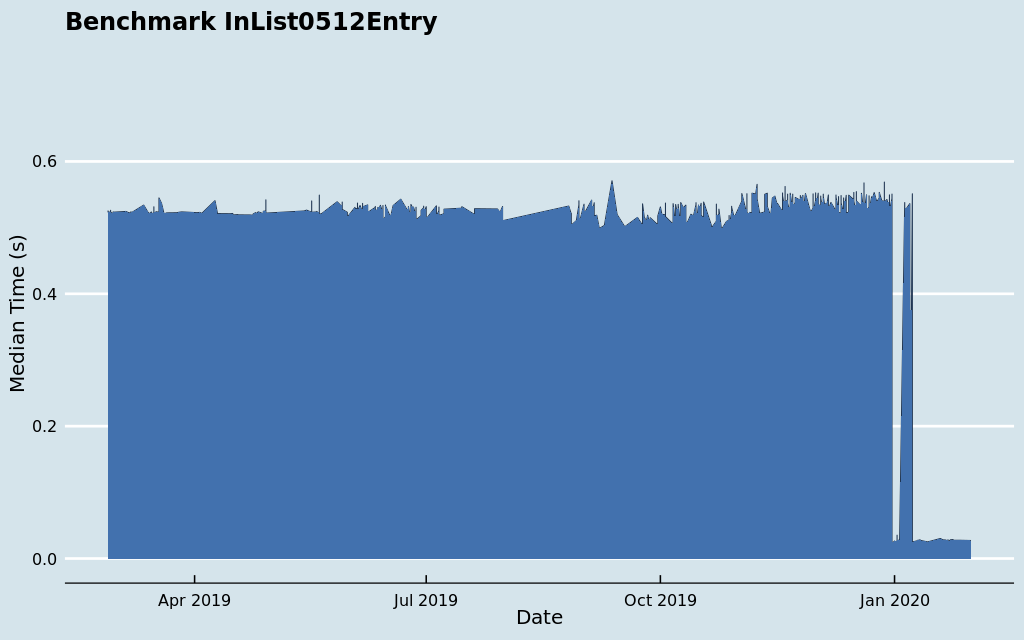 Benchmark InList0512Entry
Median Time (s)
0.6
0.4
0.2
0.0
Apr 2019
Jul 2019
Oct 2019
Jan 2020
Date